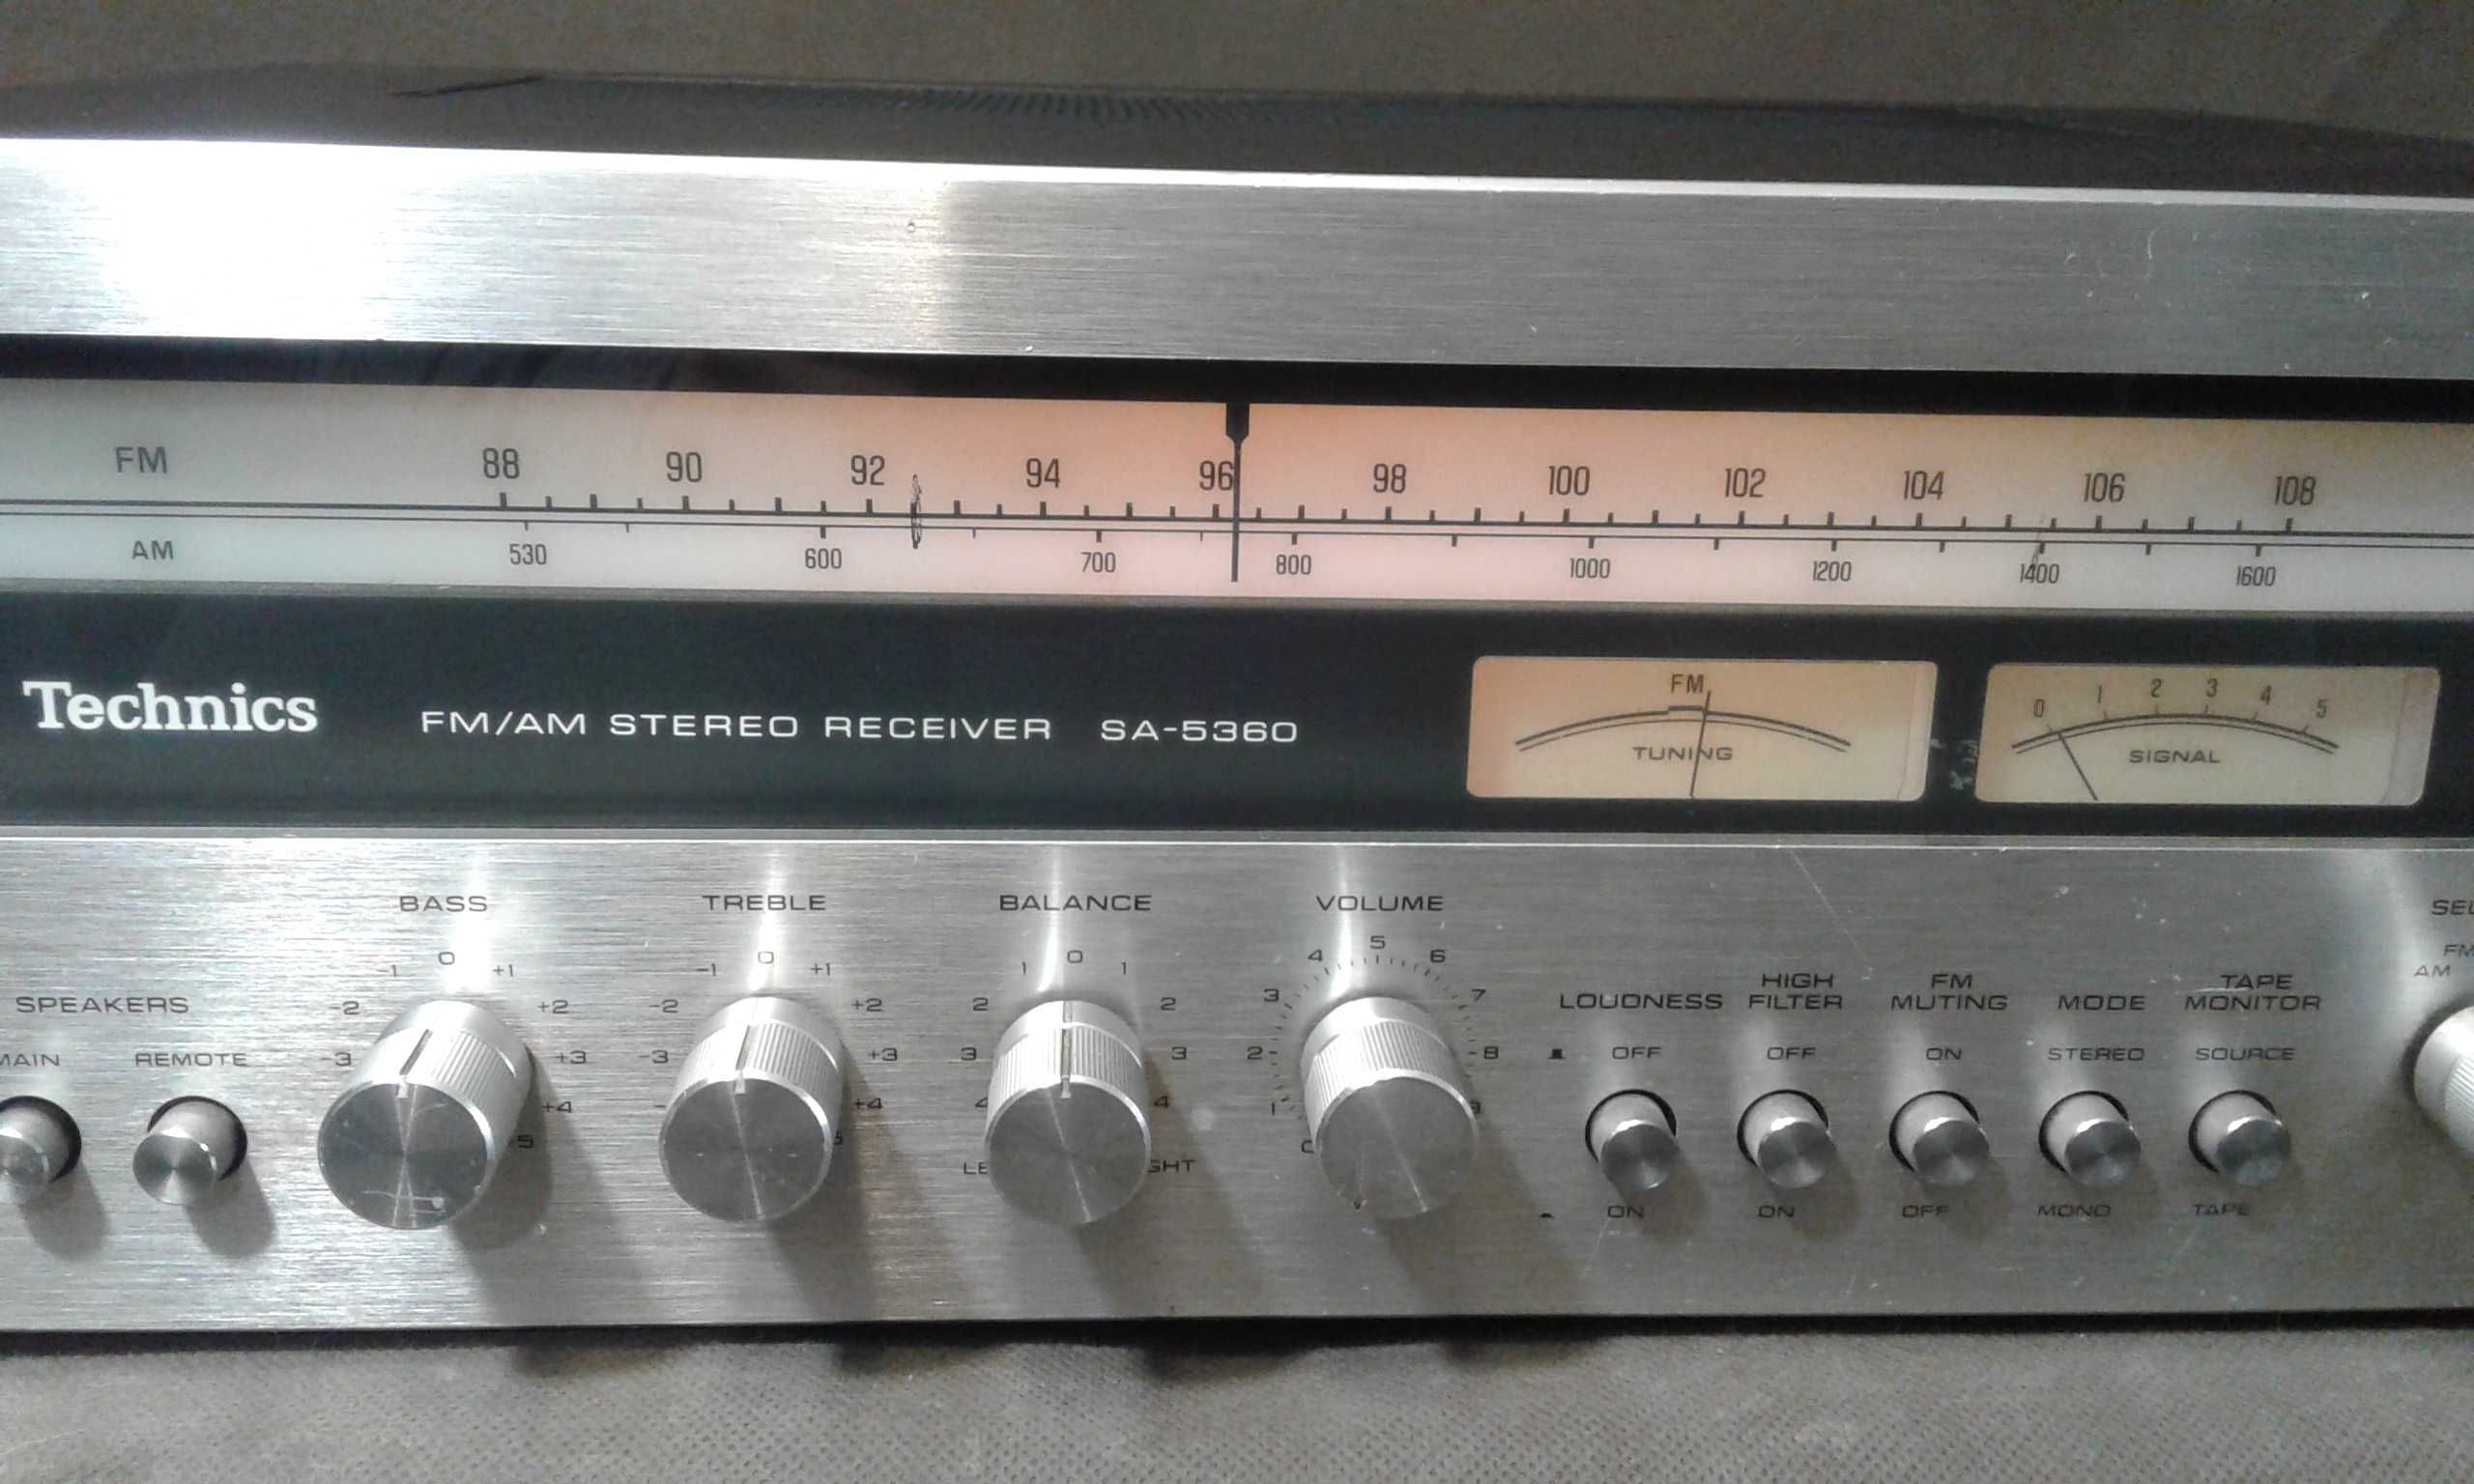 FM 88 90 92 94 96 98 100 102 104 106 108
AM 530 600 700 800 1000 1200 1400 1600
Technics FM/AM STEREO RECEIVER SA-5360
FM
TUNING
0 1 2 3 4 5
SIGNAL
SPEAKERS
REMOTE
BASS
-3 -2 -1 0 +1 +2 +3 +4
TREBLE
-3 -2 -1 0 +1 +2 +3 +4
BALANCE
3 2 1 0 1 2 3 4
VOLUME
1 2 3 4 5 6 7 8
LOUDNESS
OFF
ON
HIGH
FILTER
OFF
ON
FM
MUTING
ON
OFF
MODE
STEREO
MONO
TAPE
MONITOR
SOURCE
TAPE
AM